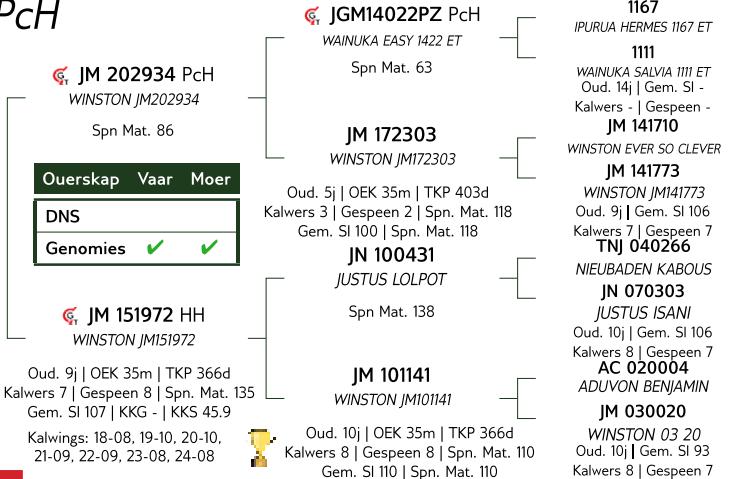 PcH
JM 202934 PcH
WINSTON JM202934
Spn Mat. 86
Ouerskap Vaar Moer
DNS
Genomies ✔ ✔
JM 151972 HH
WINSTON JM151972
Oud. 9j | OEK 35m | TKP 366d
Kalwers 7 | Gespeen 8 | Spn. Mat. 135
Gem. SI 107 | KKG - | KKS 45.9
Kalwings: 18-08, 19-10, 20-10,
21-09, 22-09, 23-08, 24-08
JGM14022PZ PcH
WAINUKA EASY 1422 ET
Spn Mat. 63
JM 172303
WINSTON JM172303
Oud. 5j | OEK 35m | TKP 403d
Kalwers 3 | Gespeen 2 | Spn. Mat. 118
Gem. SI 100 | Spn. Mat. 118
JN 100431
JUSTUS LOLPOT
Spn Mat. 138
JM 101141
WINSTON JM101141
Oud. 10j | OEK 35m | TKP 366d
Kalwers 8 | Gespeen 8 | Spn. Mat. 110
Gem. SI 110 | Spn. Mat. 110
1167
IPURUA HERMES 1167 ET
1111
WAINUKA SALVIA 1111 ET
Oud. 14j | Gem. SI -
Kalwers - | Gespeen -
JM 141710
WINSTON EVER SO CLEVER
JM 141773
WINSTON JM141773
Oud. 9j | Gem. SI 106
Kalwers 7 | Gespeen 7
TNJ 040266
NIEUBADEN KABOUS
JN 070303
JUSTUS ISANI
Oud. 10j | Gem. SI 106
Kalwers 8 | Gespeen 7
AC 020004
ADUVON BENJAMIN
JM 030020
WINSTON 03 20
Oud. 10j | Gem. SI 93
Kalwers 8 | Gespeen 7